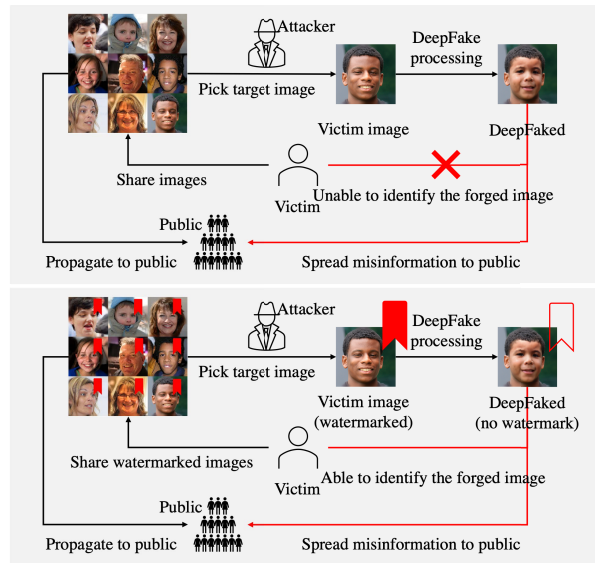 Attacker
DeepFake
processing
Pick target image
Victim image
DeepFaked
Share images
Victim
Unable to identify the forged image
Public
Propagate to public
Spread misinformation to public
Attacker
DeepFake
processing
Pick target image
Victim image
(watermarked)
DeepFaked
(no watermark)
Share watermarked images
Victim
Able to identify the forged image
Public
Propagate to public
Spread misinformation to public